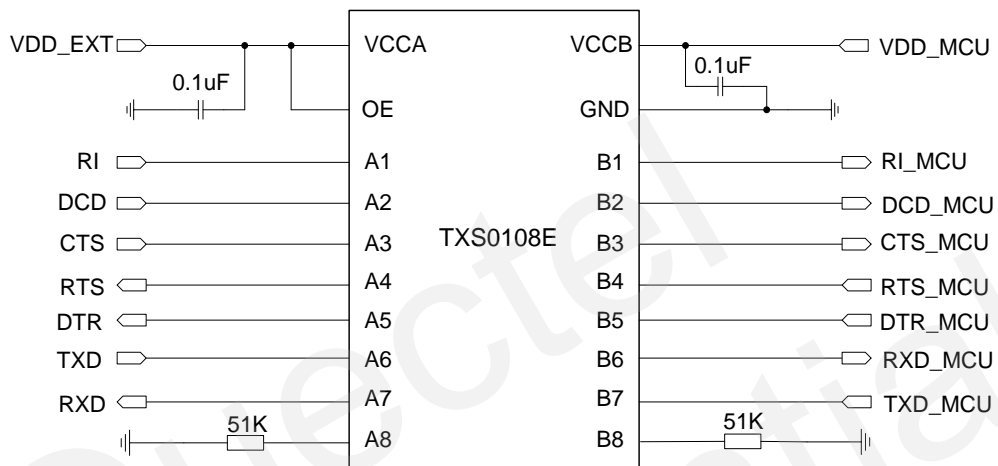 VDD_EXT VCCA VCCB VDD_MCU
0.1uF 0.1uF
OE GND
RI A1 B1 RI_MCU
DCD A2 B2 DCD_MCU
TXS0108E
CTS A3 B3 CTS_MCU
RTS A4 B4 RTS_MCU
DTR A5 B5 DTR_MCU
TXD A6 B6 RXD_MCU
RXD A7 B7 TXD_MCU
51K A8 B8 51K
Quectel